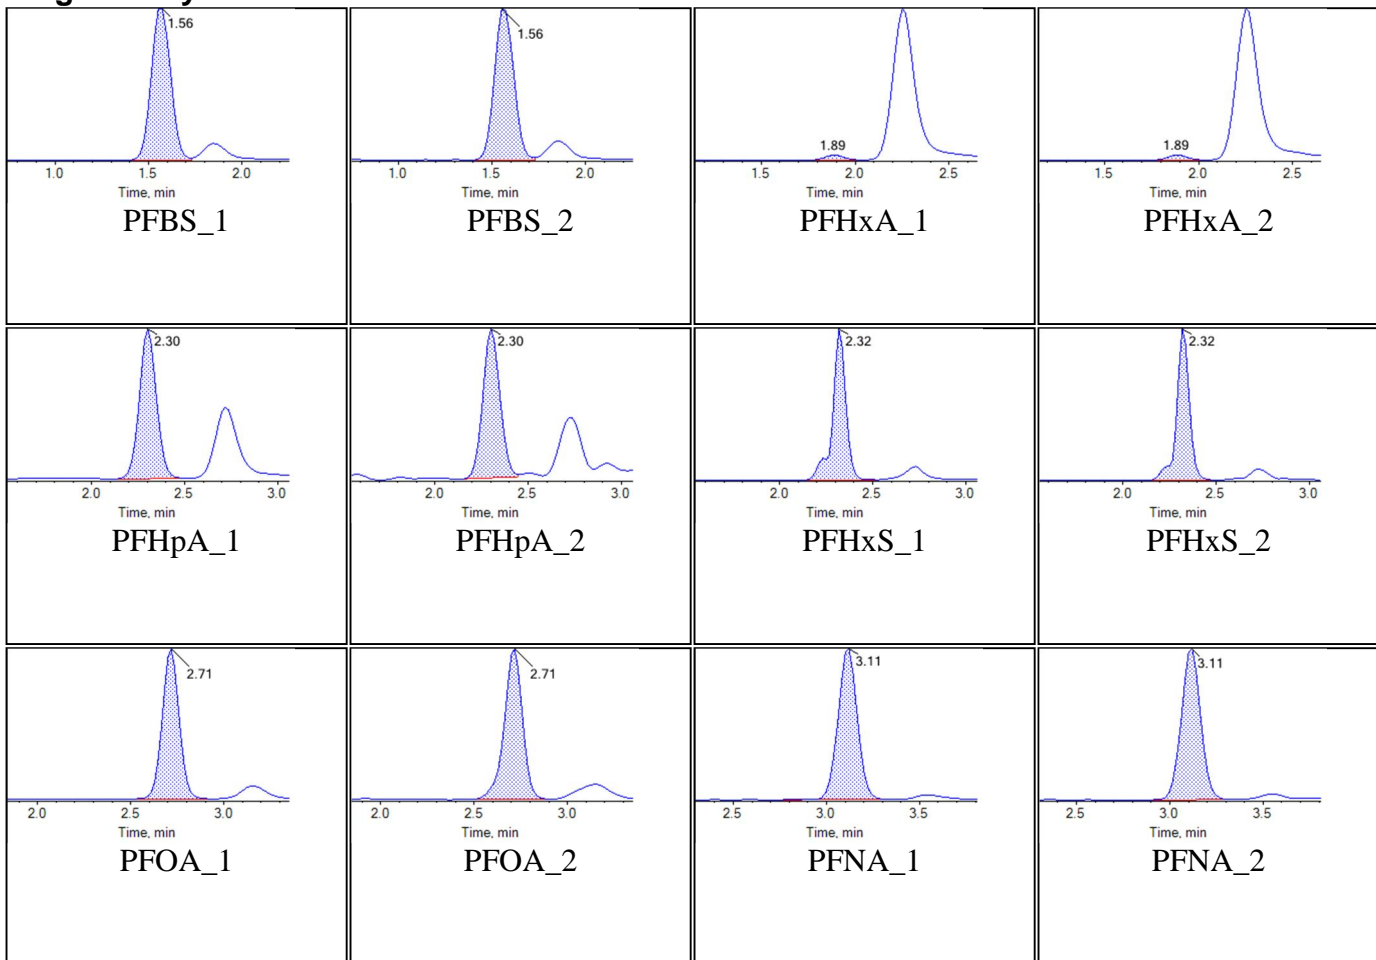 1.56
1.0 1.5 2.0
Time, min
PFBS_1
1.56
1.0 1.5 2.0
Time, min
PFBS_2
1.89
1.5 2.0 2.5
Time, min
PFHxA_1
1.89
1.5 2.0 2.5
Time, min
PFHxA_2
2.30
2.0 2.5 3.0
Time, min
PFHpA_1
2.30
2.0 2.5 3.0
Time, min
PFHpA_2
2.32
2.0 2.5 3.0
Time, min
PFHxS_1
2.32
2.0 2.5 3.0
Time, min
PFHxS_2
2.71
2.0 2.5 3.0
Time, min
PFOA_1
2.71
2.0 2.5 3.0
Time, min
PFOA_2
3.11
2.5 3.0 3.5
Time, min
PFNA_1
3.11
2.5 3.0 3.5
Time, min
PFNA_2